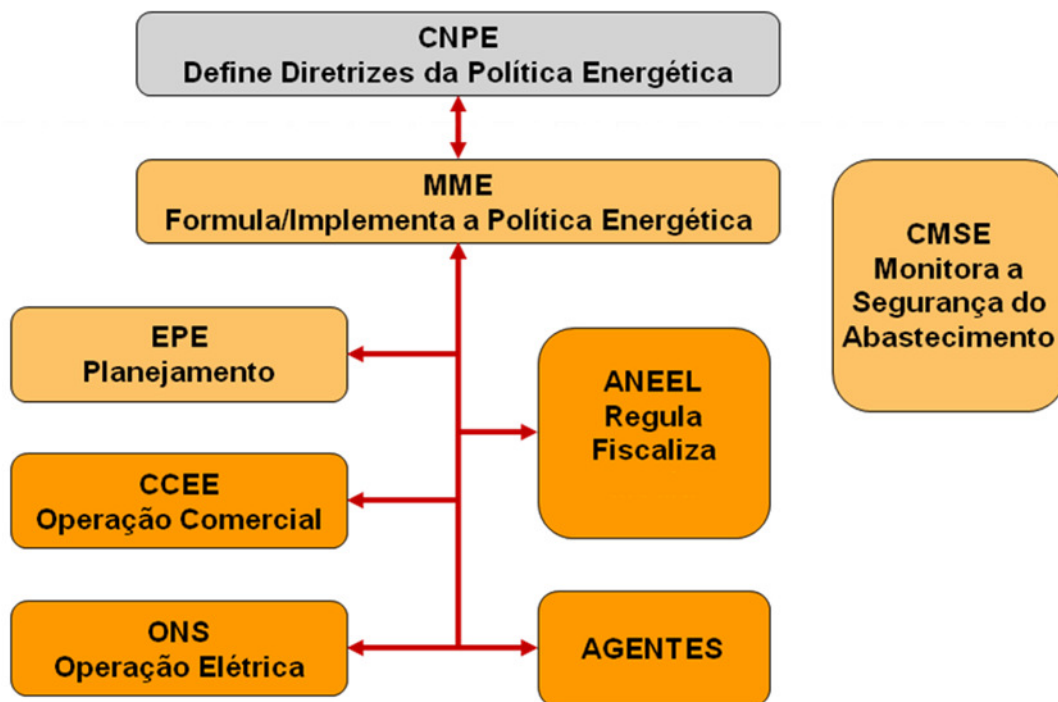 CNPE
Define Diretrizes da Política Energética
MME
Formula/Implementa a Política Energética
CMSE
Monitora a
Segurança do
Abastecimento
EPE
Planejamento
ANEEL
Regula
Fiscaliza
CCEE
Operação Comercial
ONS
Operação Elétrica
AGENTES